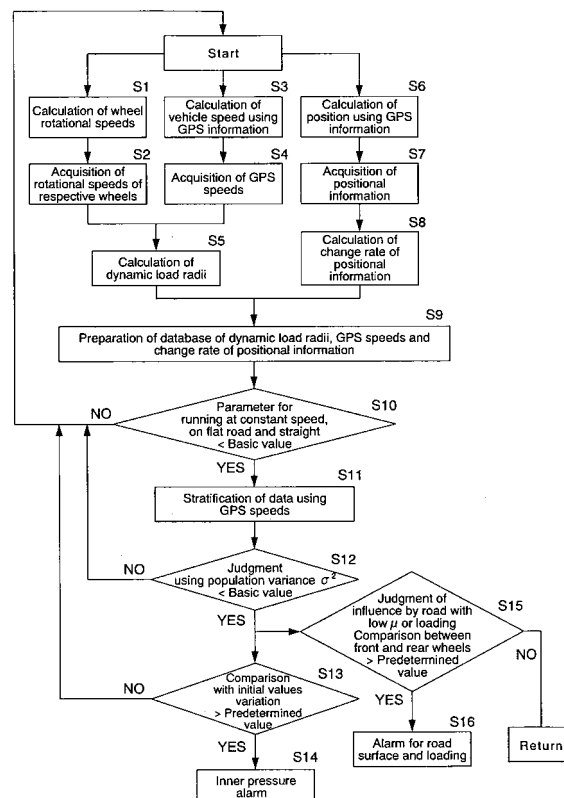 Start
S1
Calculation of wheel
rotational speeds
S3
Calculation of
vehicle speed using
GPS information
S6
Calculation of
position using GPS
information
S2
Acquisition of
rotational speeds of
respective wheels
S4
Acquisition of GPS
speeds
S7
Acquisition of
positional
information
S5
Calculation of
dynamic load radii
S8
Calculation of
change rate of
positional
information
S9
Preparation of database of dynamic load radii, GPS speeds and
change rate of positional information
NO
S10
Parameter for
running at constant speed,
on flat road and straight
< Basic value
YES
S11
Stratification of data using
GPS speeds
NO
S12
Judgment
using population variance σ²
< Basic value
YES
S15
Judgment of
influence by road with
low μ or loading
Comparison between
front and rear wheels
> Predetermined
value
NO
YES
NO
S13
Comparison
with initial values
variation
> Predetermined
value
YES
S16
Alarm for road
surface and loading
Return
S14
Inner pressure
alarm